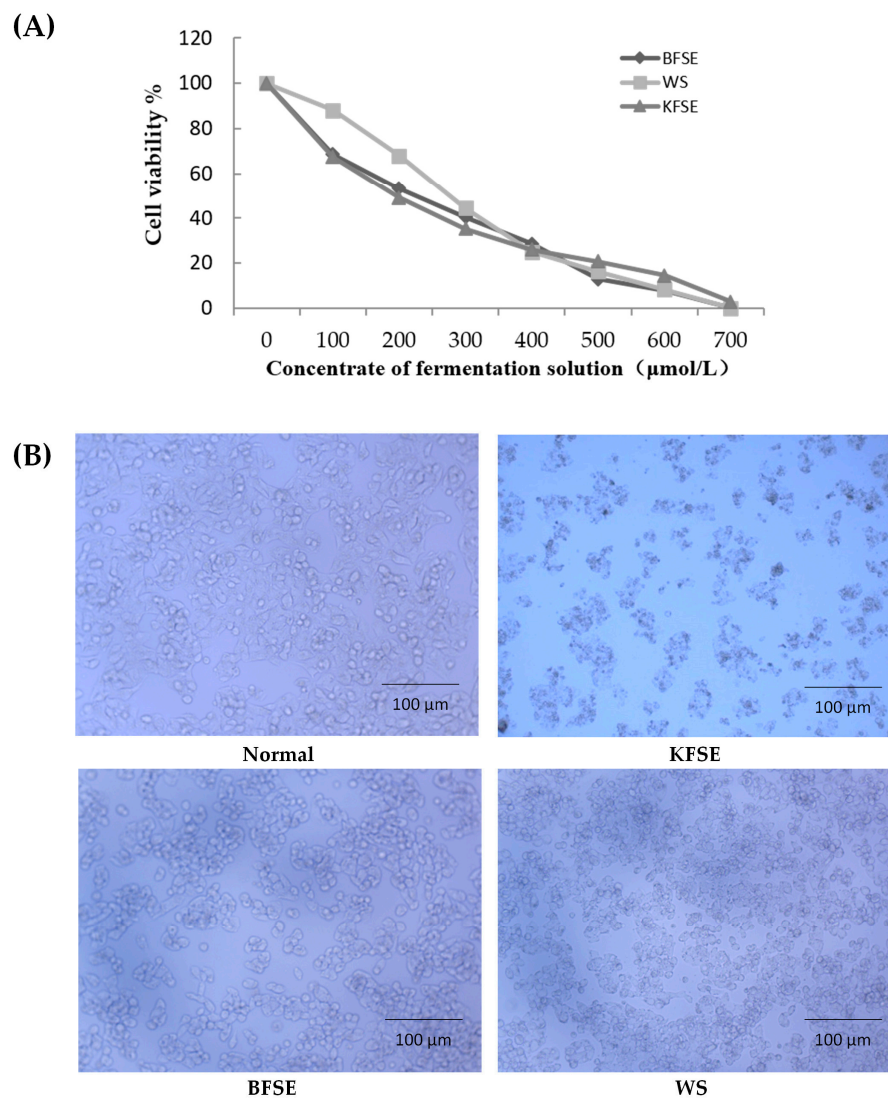 (A)
120
100
80
60
40
20
0
Cell viability %
BFSE
WS
KFSE
0 100 200 300 400 500 600 700
Concentrate of fermentation solution（μmol/L）
(B)
100 μm
100 μm
Normal KFSE
100 μm
100 μm
BFSE WS